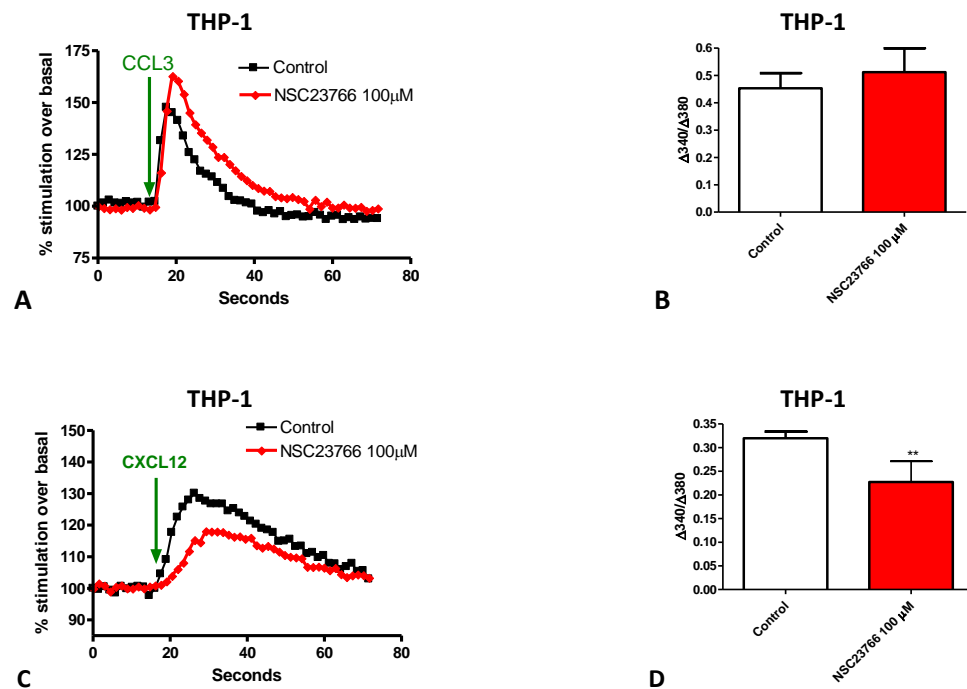 THP-1
% stimulation over basal
175
150
125
100
75
CCL3
Control
NSC23766 100μM
0
20
40
60
80
Seconds
A
THP-1
Δ340/Δ380
0.6
0.5
0.4
0.3
0.2
0.1
0.0
Control
NSC23766 100 μM
B
THP-1
% stimulation over basal
150
140
130
120
110
100
90
CXCL12
Control
NSC23766 100μM
0
20
40
60
80
Seconds
C
THP-1
Δ340/Δ380
0.35
0.30
0.25
0.20
0.15
0.10
0.05
0.00
**
Control
NSC23766 100 μM
D